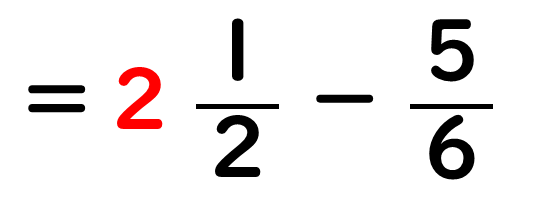 = 2 1/2 − 5/6